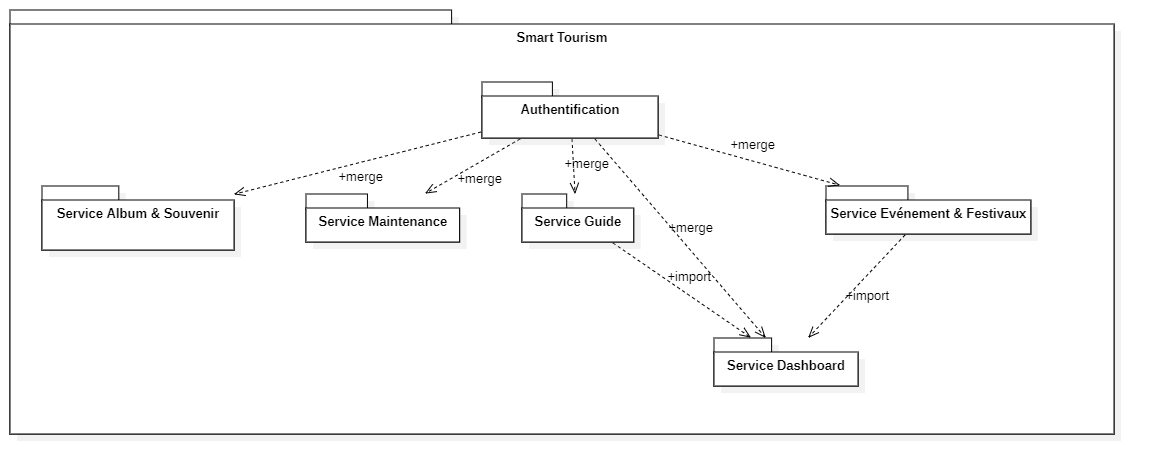 Smart Tourism
Authentification
+merge
+merge
+merge
+merge
Service Album & Souvenir
Service Maintenance
Service Guide
Service Evénement & Festivaux
+merge
+import
+import
Service Dashboard